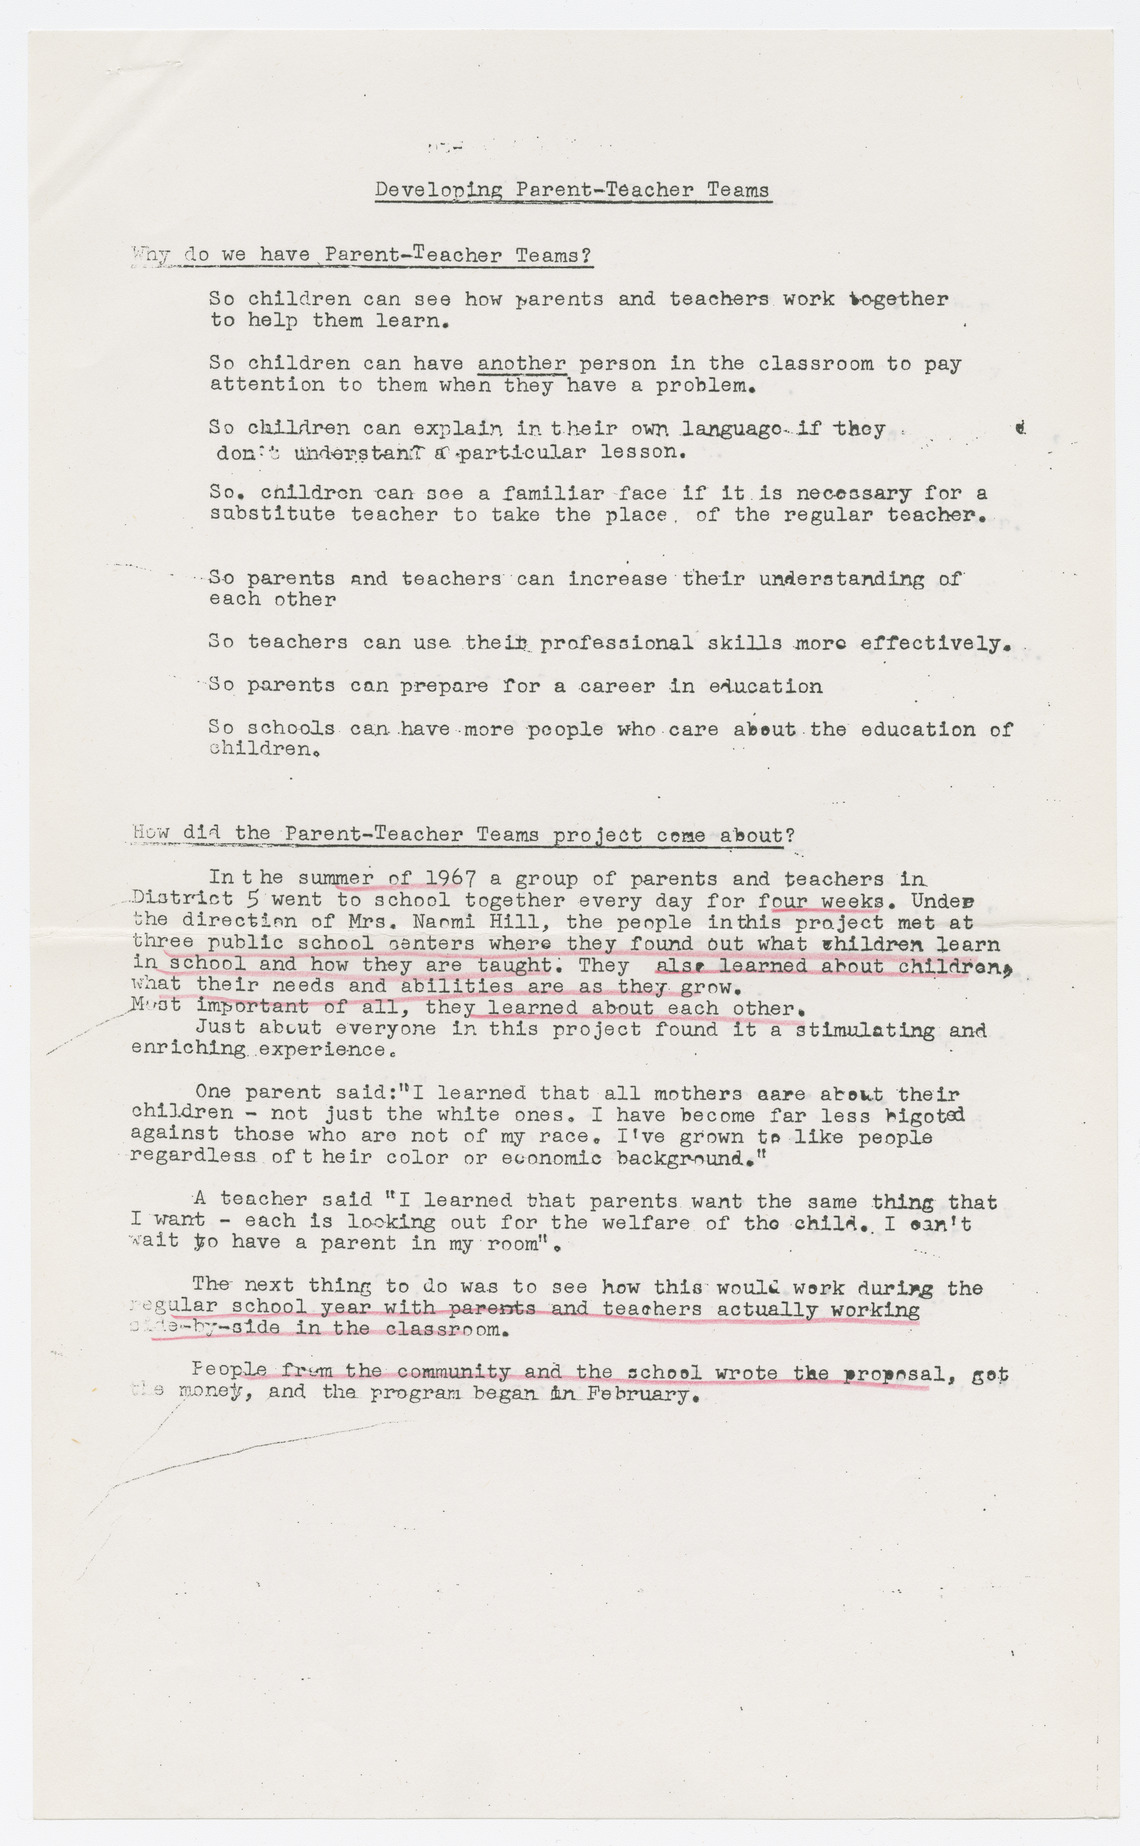 Developing Parent-Teacher Teams
Why do we have Parent-Teacher Teams?
So children can see how parents and teachers work together
to help them learn.
So children can have another person in the classroom to pay
attention to them when they have a problem.
So children can explain in their own language if they
don't understand a particular lesson.
So. children can see a familiar face if it is necessary for a
substitute teacher to take the place of the regular teacher.
So parents and teachers can increase their understanding of
each other
So teachers can use their professional skills more effectively.
So parents can prepare for a career in education
So schools can have more people who care about the education of
children.
How did the Parent-Teacher Teams project come about?
In the summer of 1967 a group of parents and teachers in
District 5 went to school together every day for four weeks. Under
the direction of Mrs. Naomi Hill, the people inthis project met at
three public school centers where they found out what children learn
in school and how they are taught. They also learned about children,
what their needs and abilities are as they grow.
Most important of all, they learned about each other.
Just about everyone in this project found it a stimulating and
enriching experience.
One parent said:"I learned that all mothers care about their
children - not just the white ones. I have become far less bigoted
against those who are not of my race. I've grown to like people
regardless of their color or economic background."
A teacher said "I learned that parents want the same thing that
I want - each is looking out for the welfare of the child. I can't
wait to have a parent in my room".
The next thing to do was to see how this would work during the
regular school year with parents and teachers actually working
side-by-side in the classroom.
People from the community and the school wrote the proposal, got
the money, and the program began in February.